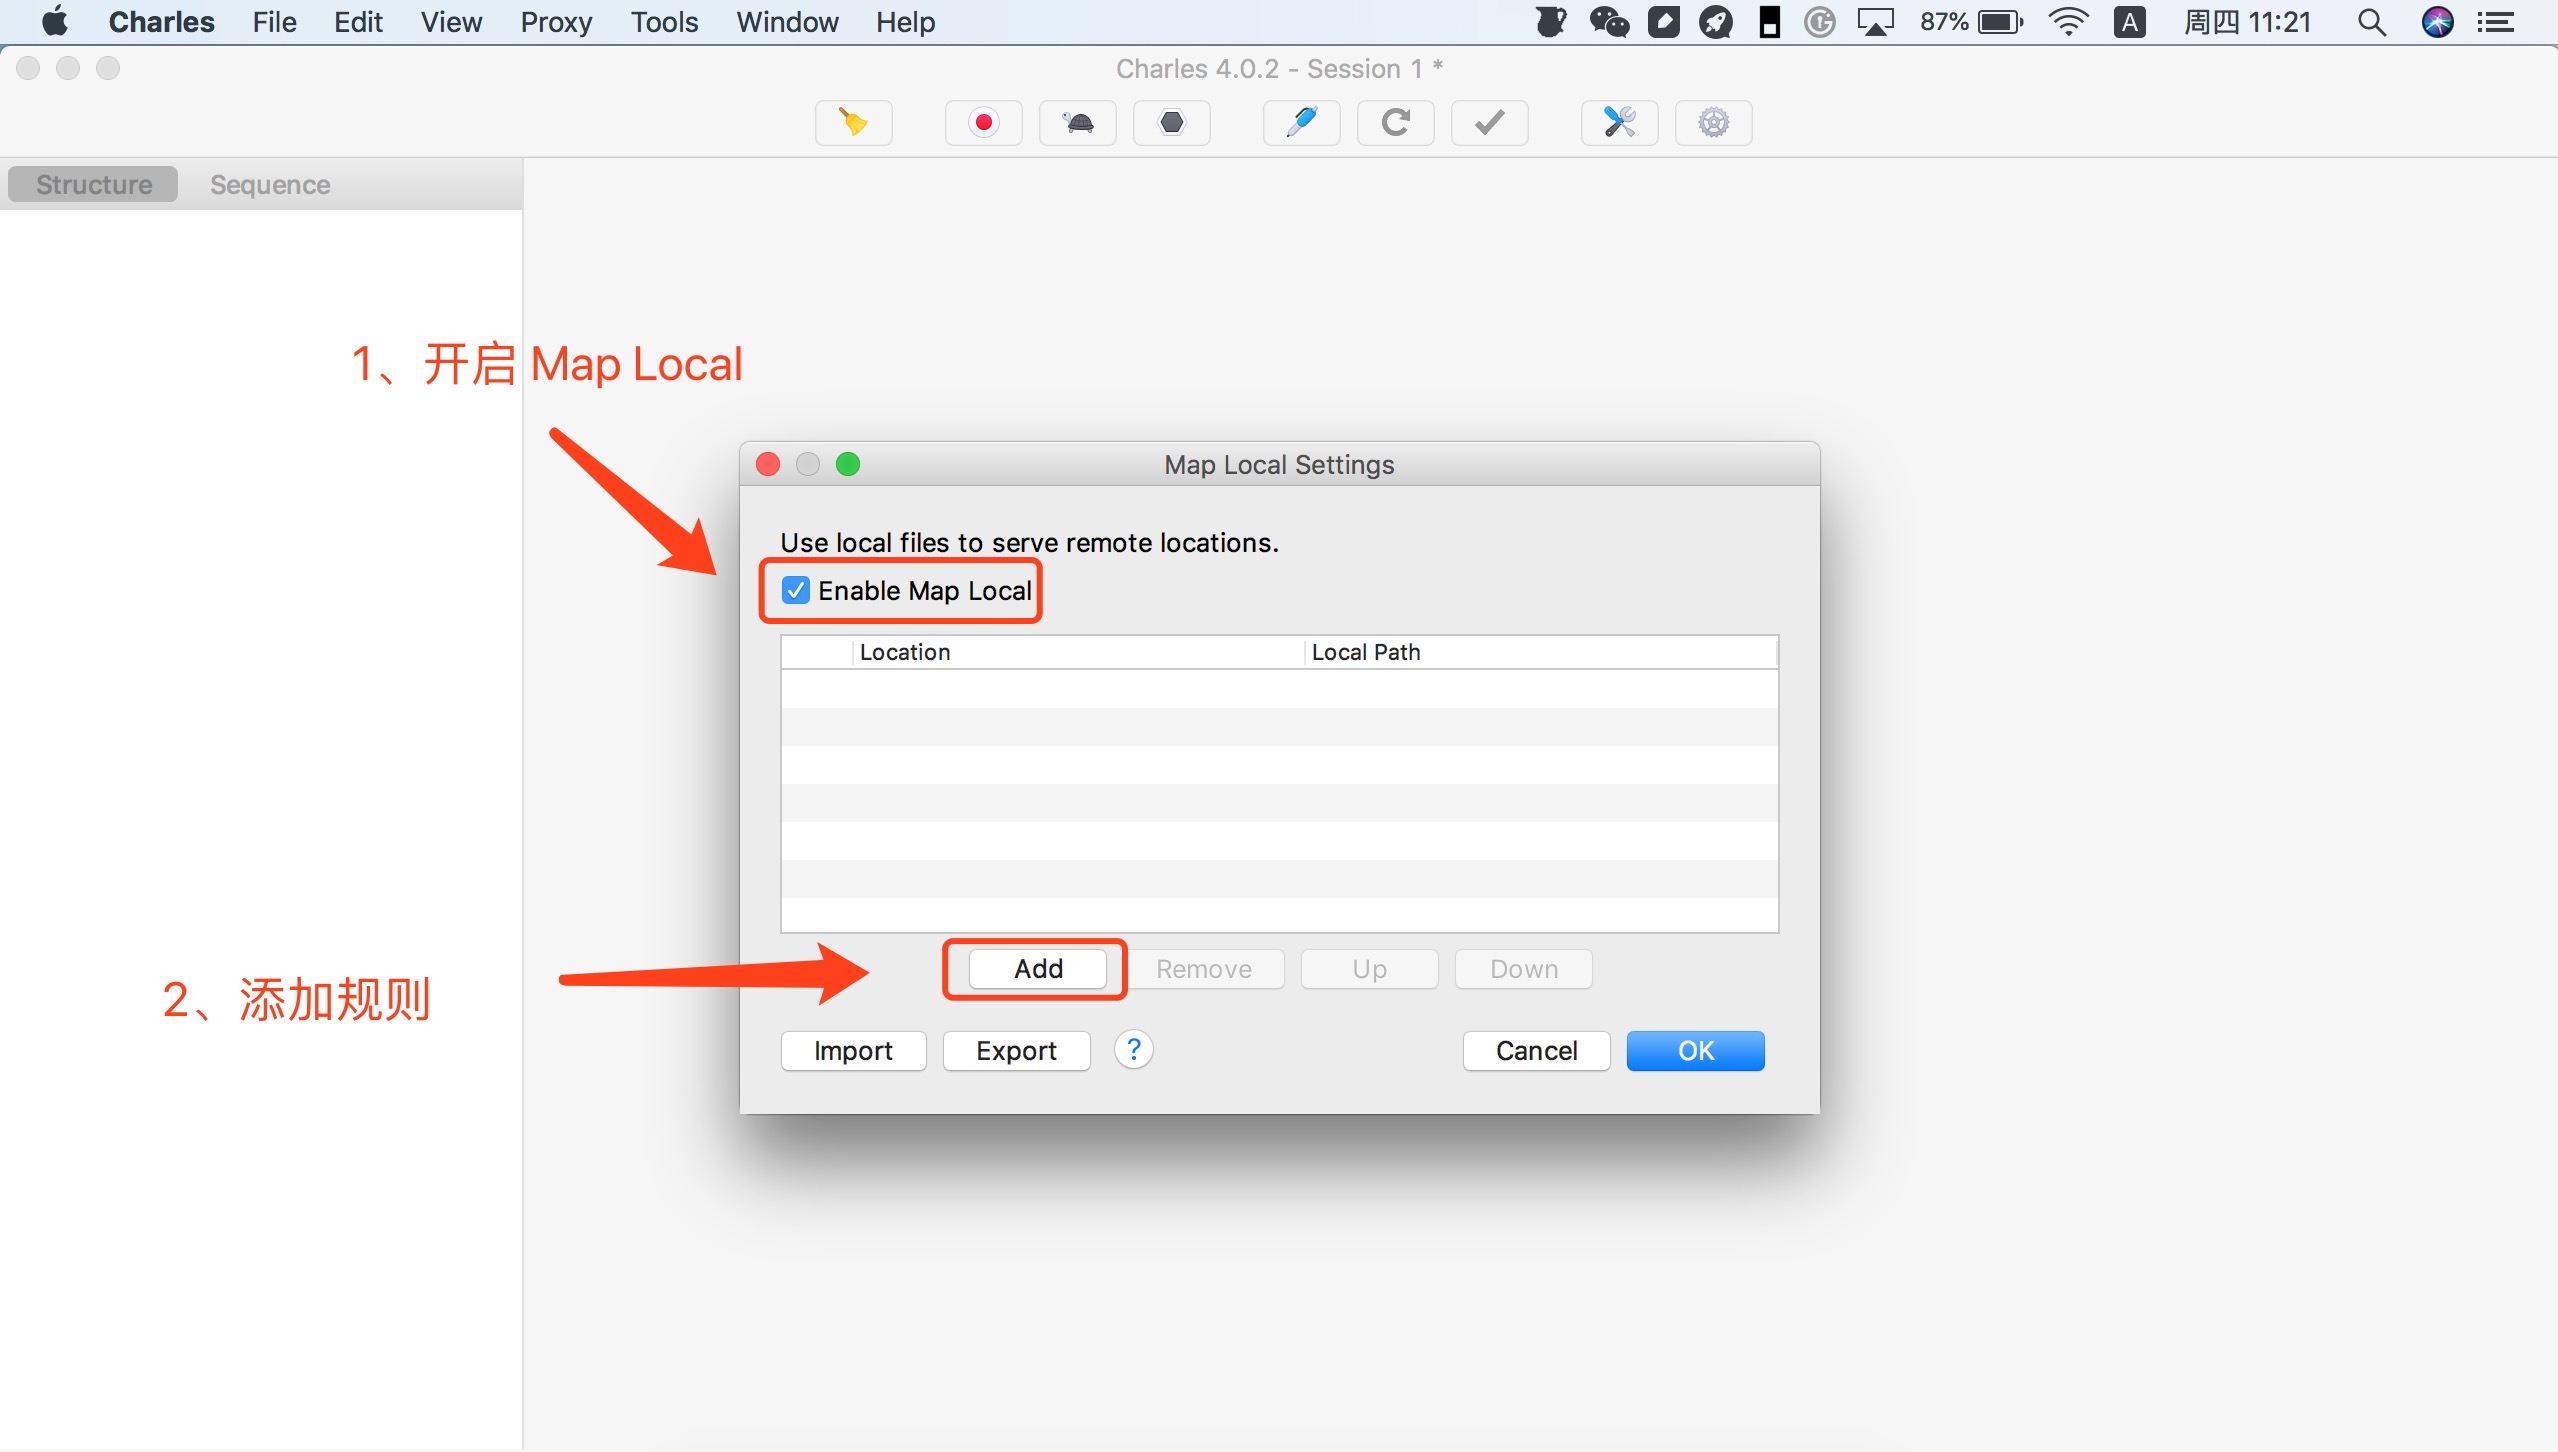 Charles File Edit View Proxy Tools Window Help 87% A 周四 11:21
Charles 4.0.2 - Session 1 *
Structure Sequence
1、开启 Map Local
Map Local Settings
Use local files to serve remote locations.
Enable Map Local
Location Local Path
2、添加规则
Add Remove Up Down
Import Export ? Cancel OK